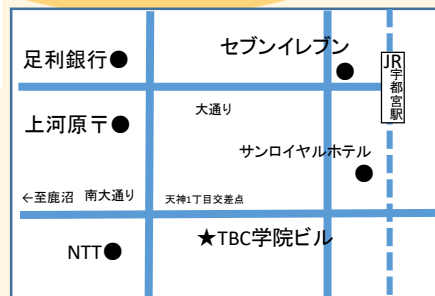 足利銀行●
セブンイレブン
JR宇都宮駅
上河原〒●
大通り
サンロイヤルホテル
←至鹿沼 南大通り
天神1丁目交差点
NTT●
★TBC学院ビル